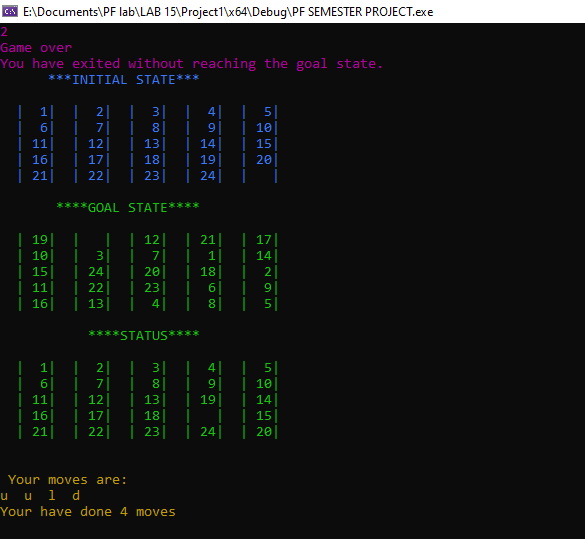 E:\Documents\PF lab\LAB 15\Project1\x64\Debug\PF SEMESTER PROJECT.exe
2
Game over
You have exited without reaching the goal state.
***INITIAL STATE***
| 1| | 2| | 3| | 4| | 5|
| 6| | 7| | 8| | 9| | 10|
| 11| | 12| | 13| | 14| | 15|
| 16| | 17| | 18| | 19| | 20|
| 21| | 22| | 23| | 24| | |
****GOAL STATE****
| 19| | | | 12| | 21| | 17|
| 10| | 3| | 7| | 1| | 14|
| 15| | 24| | 20| | 18| | 2|
| 11| | 22| | 23| | 6| | 9|
| 16| | 13| | 4| | 8| | 5|
****STATUS****
| 1| | 2| | 3| | 4| | 5|
| 6| | 7| | 8| | 9| | 10|
| 11| | 12| | 13| | 19| | 14|
| 16| | 17| | 18| | | | 15|
| 21| | 22| | 23| | 24| | 20|
Your moves are:
u u l d
Your have done 4 moves